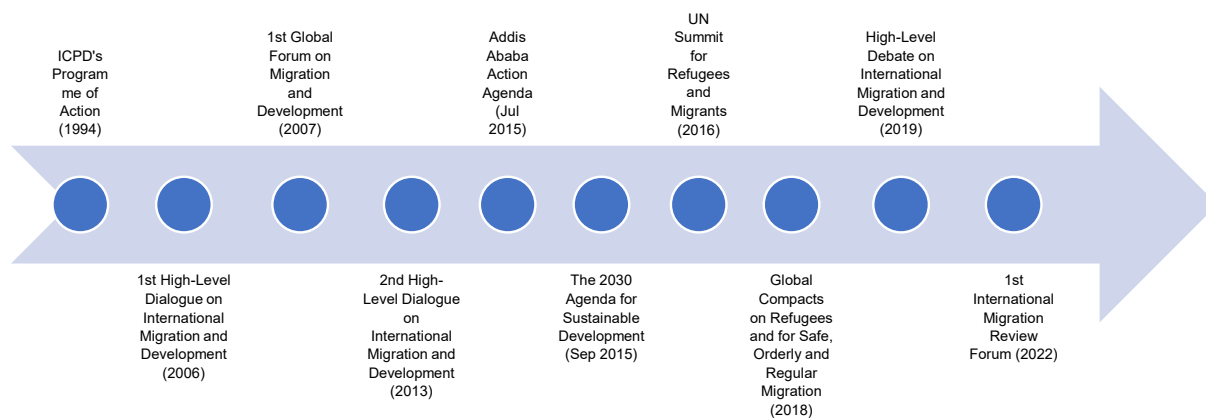 ICPD's
Program
me of
Action
(1994)
1st High-Level
Dialogue on
International
Migration and
Development
(2006)
1st Global
Forum on
Migration
and
Development
(2007)
2nd High-
Level Dialogue
on
International
Migration and
Development
(2013)
Addis
Ababa
Action
Agenda
(Jul
2015)
The 2030
Agenda for
Sustainable
Development
(Sep 2015)
UN
Summit
for
Refugees
and
Migrants
(2016)
Global
Compacts
on Refugees
and for Safe,
Orderly and
Regular
Migration
(2018)
High-Level
Debate on
International
Migration and
Development
(2019)
1st
International
Migration
Review
Forum (2022)